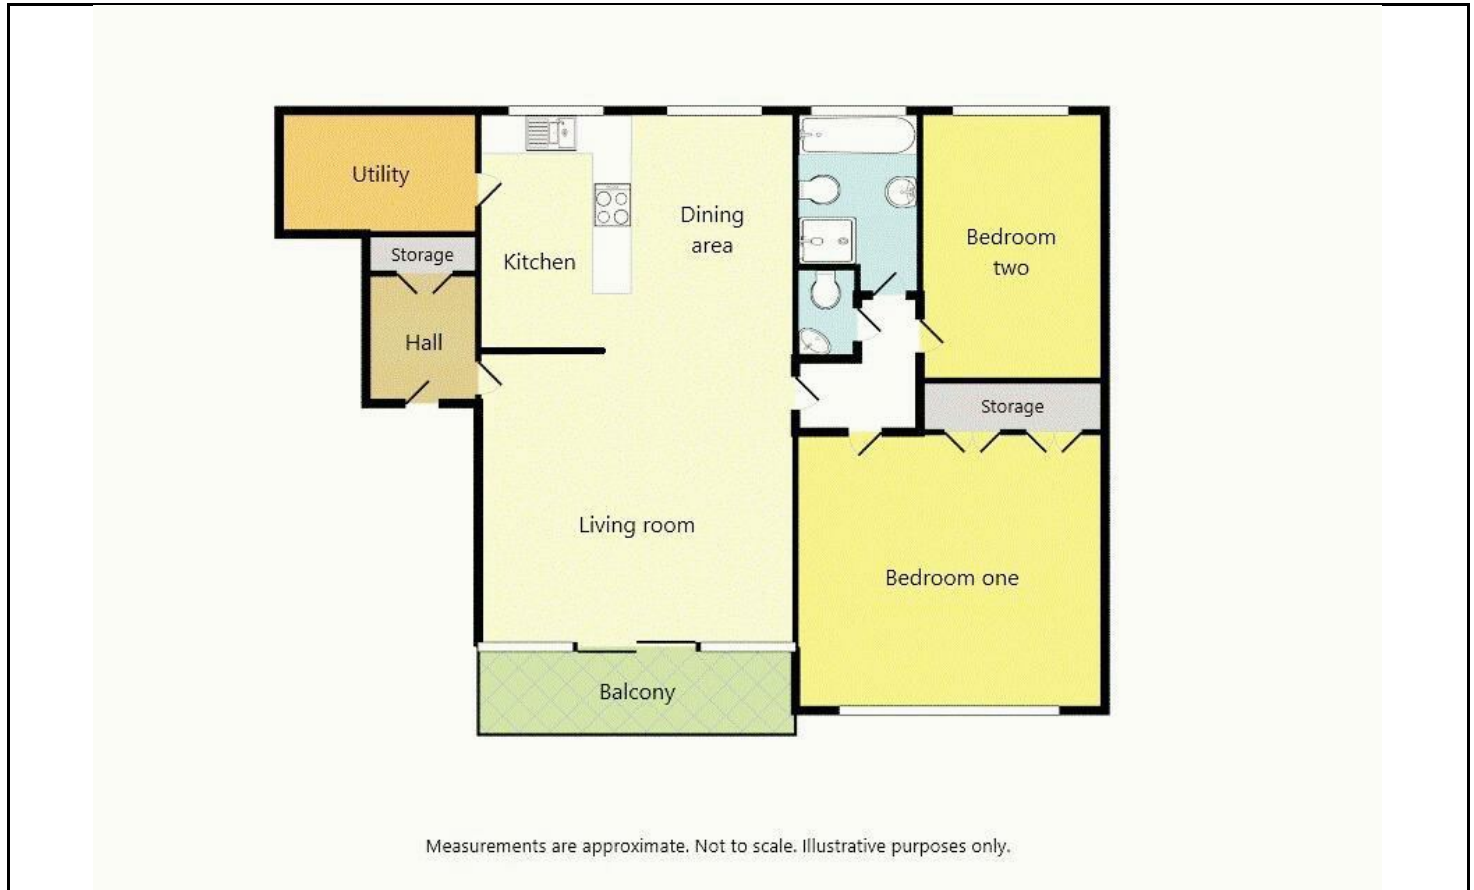 Utility
Storage
Hall
Kitchen
Dining
area
Bedroom
two
Storage
Living room
Bedroom one
Balcony
Measurements are approximate. Not to scale. Illustrative purposes only.